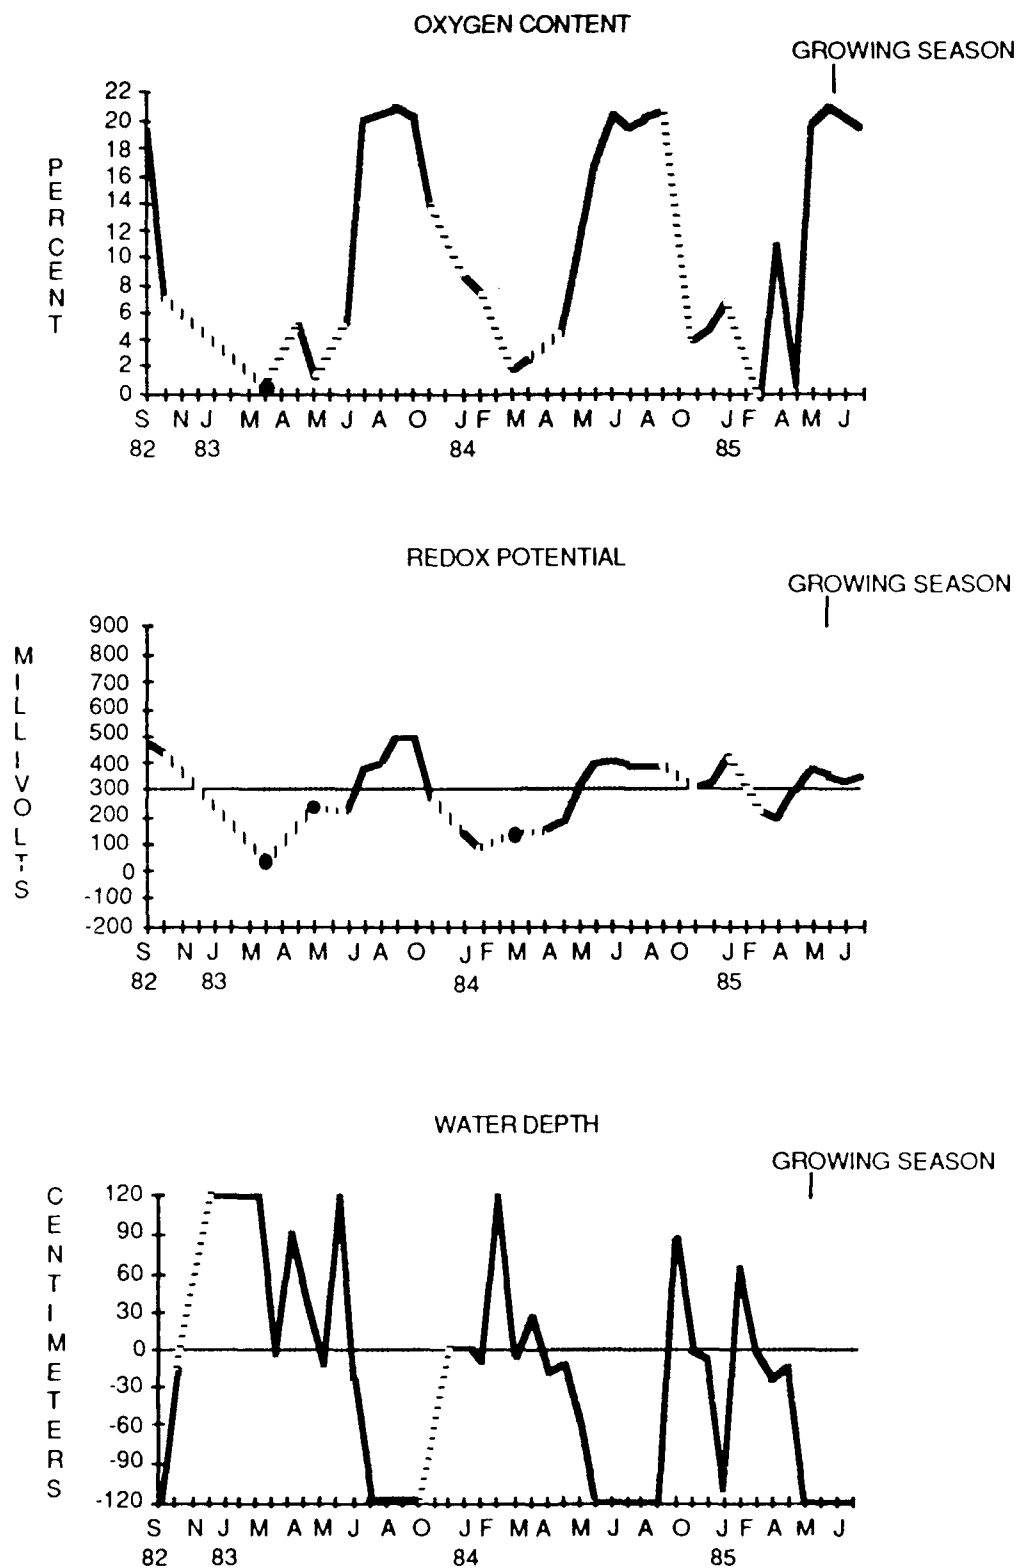 OXYGEN CONTENT
GROWING SEASON
PERCENT
22
20
18
16
14
12
10
8
6
4
2
0
S N J M A M J A O J F M A M J A O J F A M J
82 83 84 85
REDOX POTENTIAL
GROWING SEASON
MILLIVOLTS
900
800
700
600
500
400
300
200
100
0
-100
-200
S N J M A M J A O J F M A M J A O J F A M J
82 83 84 85
WATER DEPTH
GROWING SEASON
CENTIMETERS
120
90
60
30
0
-30
-60
-90
-120
S N J M A M J A O J F M A M J A O J F A M J
82 83 84 85